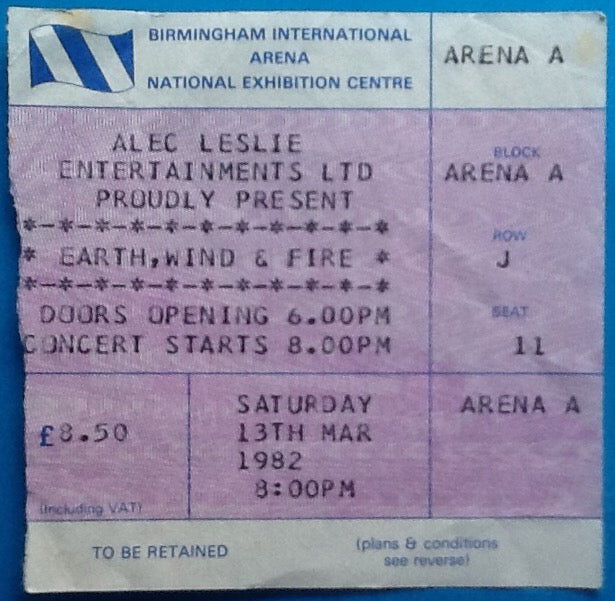 BIRMINGHAM INTERNATIONAL
ARENA
NATIONAL EXHIBITION CENTRE
ARENA A
ALEC LESLIE
ENTERTAINMENTS LTD
PROUDLY PRESENT
*-*-*-*-*-*-*-*-*-*-*
* EARTH,WIND & FIRE *
*-*-*-*-*-*-*-*-*-*-*
DOORS OPENING 6.00PM
CONCERT STARTS 8.00PM
BLOCK
ARENA A
ROW
J
SEAT
11
£8.50
(Including VAT)
SATURDAY
13TH MAR
1982
8:00PM
ARENA A
TO BE RETAINED
(plans & conditions
see reverse)